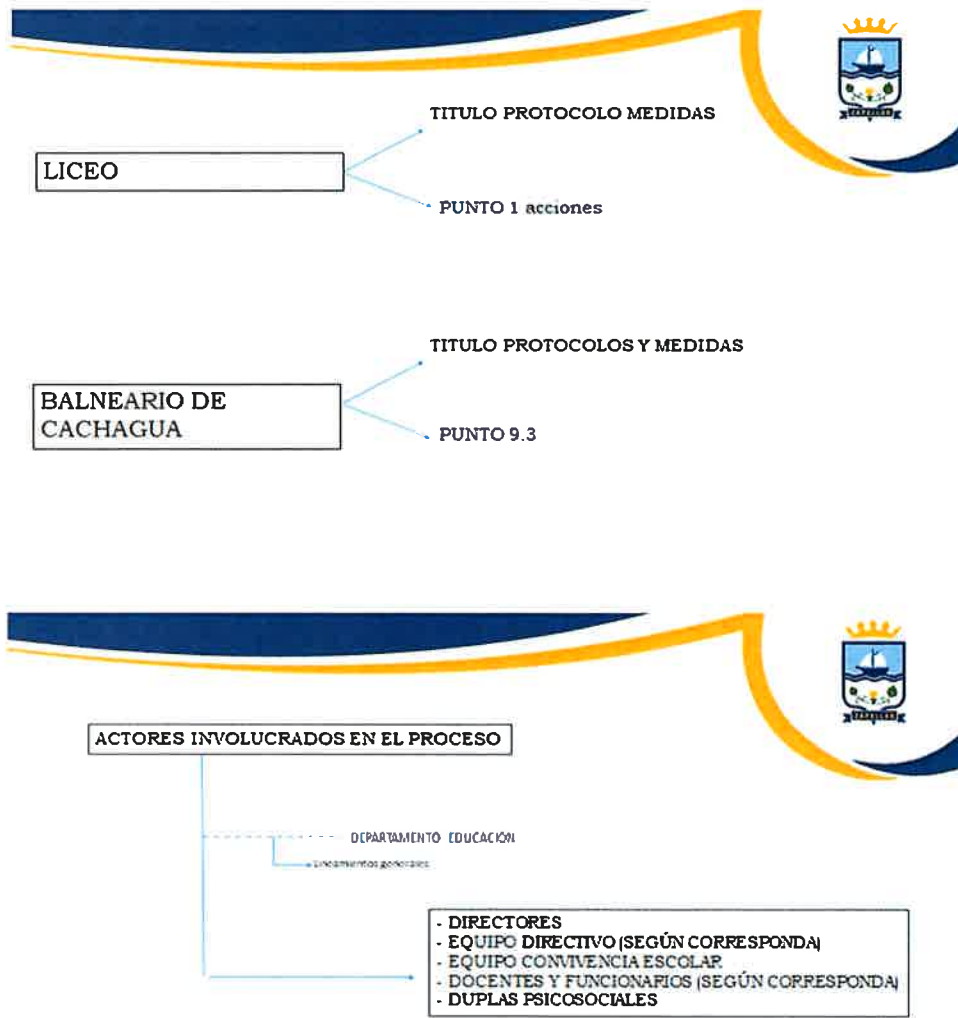 TITULO PROTOCOLO MEDIDAS
LICEO
PUNTO 1 acciones
TITULO PROTOCOLOS Y MEDIDAS
BALNEARIO DE
CACHAGUA
PUNTO 9.3
ACTORES INVOLUCRADOS EN EL PROCESO
DEPARTAMENTO EDUCACIÓN
Lineamientos generales
- DIRECTORES
- EQUIPO DIRECTIVO (SEGÚN CORRESPONDA)
- EQUIPO CONVIVENCIA ESCOLAR
- DOCENTES Y FUNCIONARIOS (SEGÚN CORRESPONDA)
- DUPLAS PSICOSOCIALES